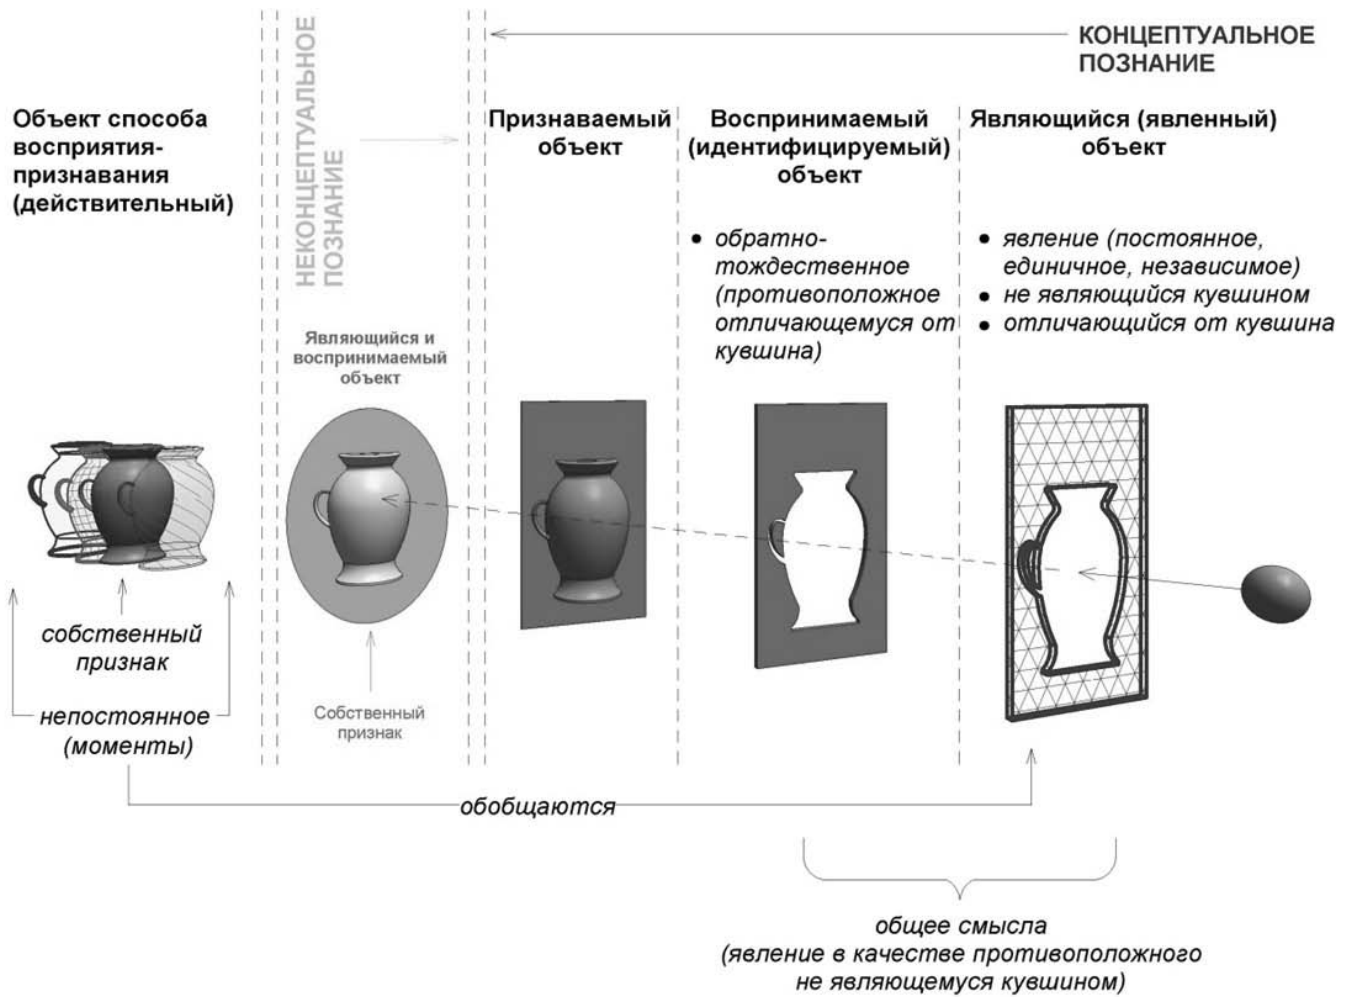 КОНЦЕПТУАЛЬНОЕ
ПОЗНАНИЕ
Объект способа
восприятия-
признавания
(действительный)
НЕКОНЦЕПТУАЛЬНОЕ
ПОЗНАНИЕ
Признаваемый
объект
Воспринимаемый
(идентифицируемый)
объект
Являющийся (явленный)
объект
• обратно-
тождественное
(противоположное
отличающемуся от
кувшина)
• явление (постоянное,
единичное, независимое)
• не являющийся кувшином
• отличающийся от кувшина
Являющийся и
воспринимаемый
объект
собственный
признак
непостоянное
(моменты)
Собственный
признак
обобщаются
общее смысла
(явление в качестве противоположного
не являющемуся кувшином)